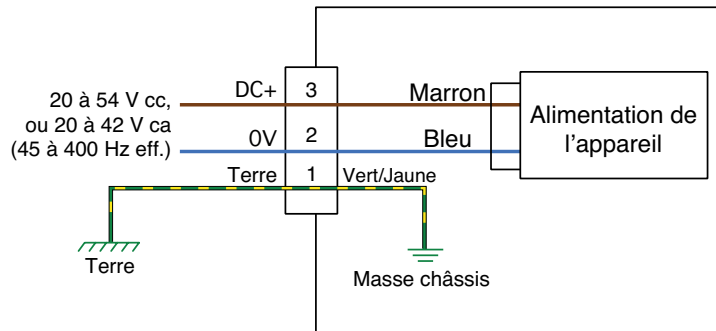 20 à 54 V cc,
ou 20 à 42 V ca
(45 à 400 Hz eff.)
DC+
3
Marron
0V
2
Bleu
Terre
1
Vert/Jaune
Alimentation de
l'appareil
Terre
Masse châssis